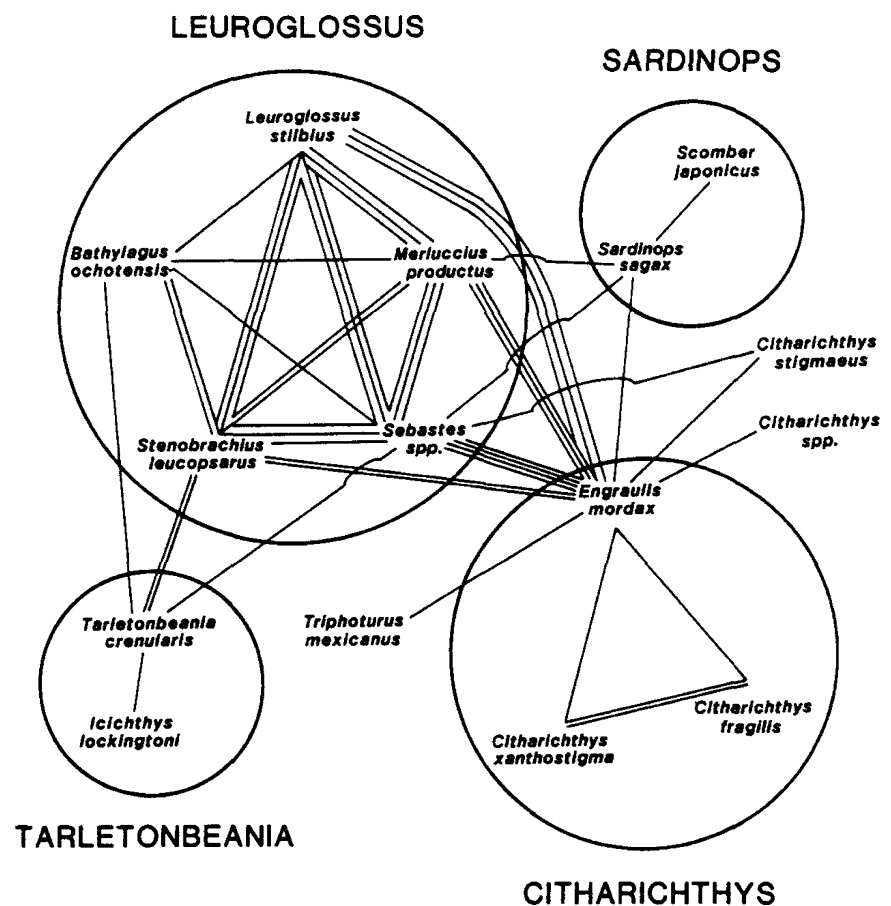 LEUROGLOSSUS
SARDINOPS
Leuroglossus
stilbius
Scomber
japonicus
Bathylagus
ochotensis
Merluccius
productus
Sardinops
sagax
Citharichthys
stigmaeus
Stenobrachius
leucopsarus
Sebastes
spp.
Citharichthys
spp.
Engraulis
mordax
Tarletonbeania
crenularis
Triphoturus
mexicanus
Icichthys
lockingtoni
Citharichthys
xanthostigma
Citharichthys
fragilis
TARLETONBEANIA
CITHARICHTHYS